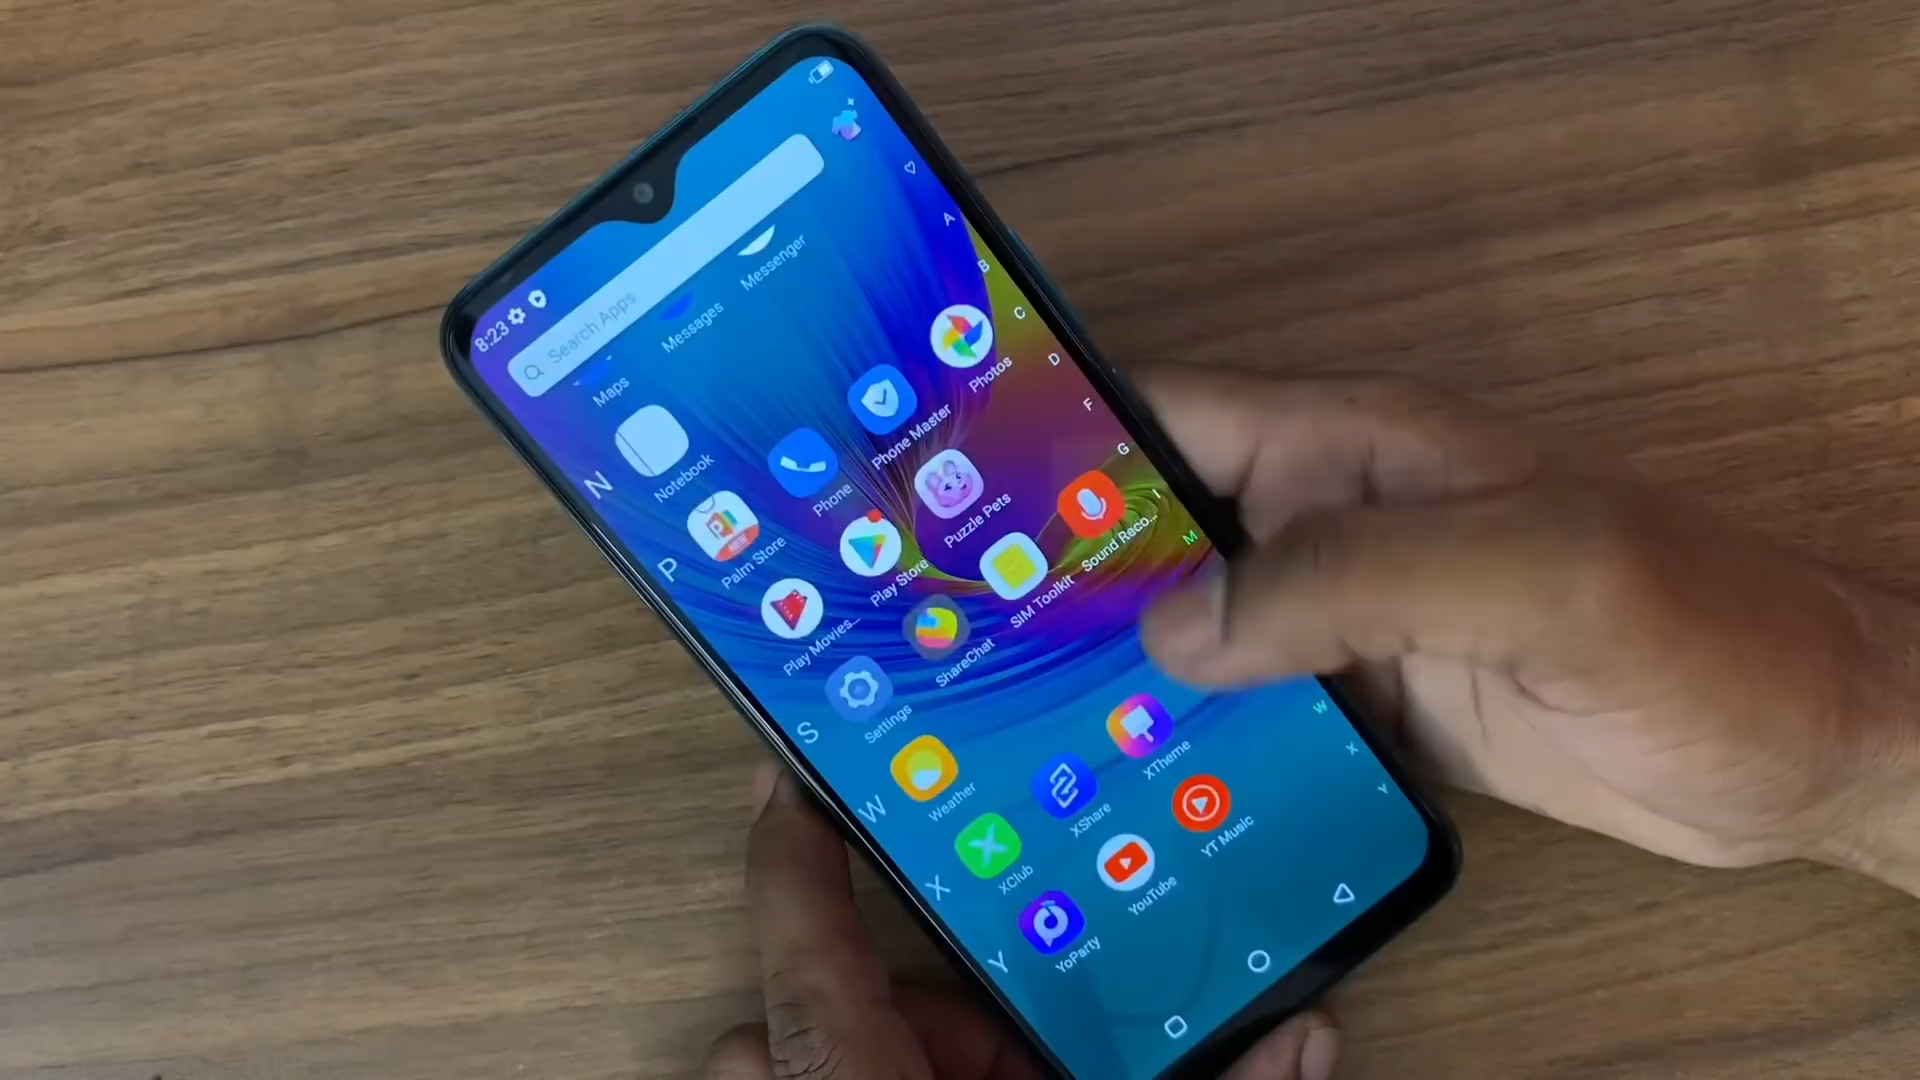 8:23
Search Apps
Maps
Messages
Messenger
N
Notebook
P
Palm Store
NEW
Phone
Phone Master
Photos
Play Movies...
Play Store
Puzzle Pets
S
Settings
ShareChat
SIM Toolkit
Sound Reco...
W
Weather
X
XClub
XShare
XTheme
Y
YoParty
YouTube
YT Music
A
B
C
D
F
G
I
M
W
X
Y